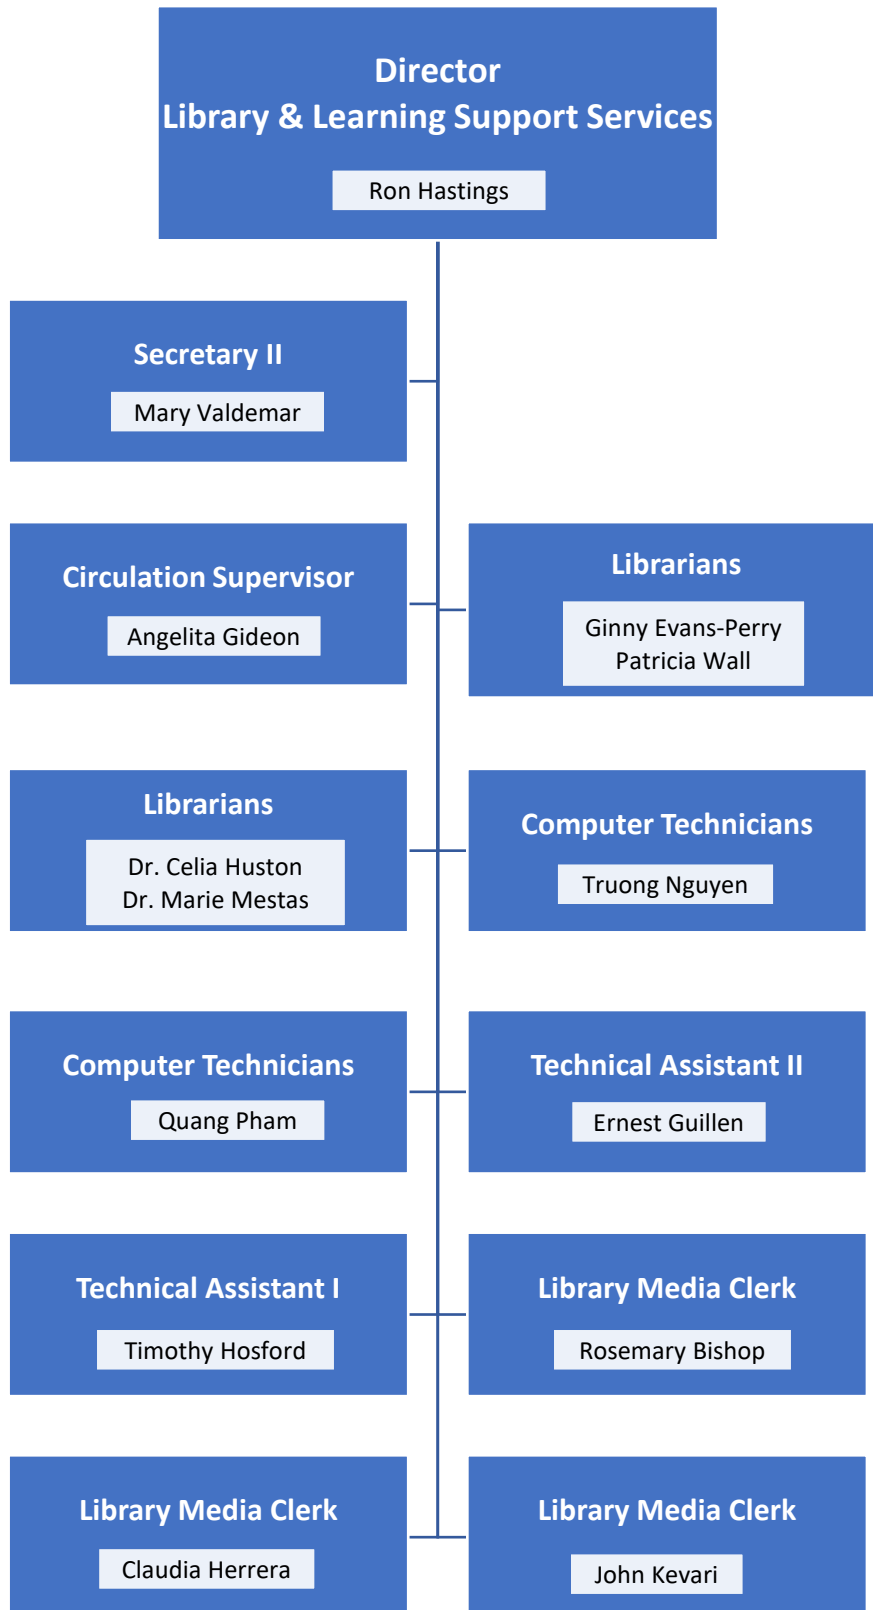 Director
Library & Learning Support Services
Ron Hastings
Secretary II
Mary Valdemar
Circulation Supervisor
Angelita Gideon
Librarians
Ginny Evans-Perry
Patricia Wall
Librarians
Dr. Celia Huston
Dr. Marie Mestas
Computer Technicians
Truong Nguyen
Computer Technicians
Quang Pham
Technical Assistant II
Ernest Guillen
Technical Assistant I
Timothy Hosford
Library Media Clerk
Rosemary Bishop
Library Media Clerk
Claudia Herrera
Library Media Clerk
John Kevari